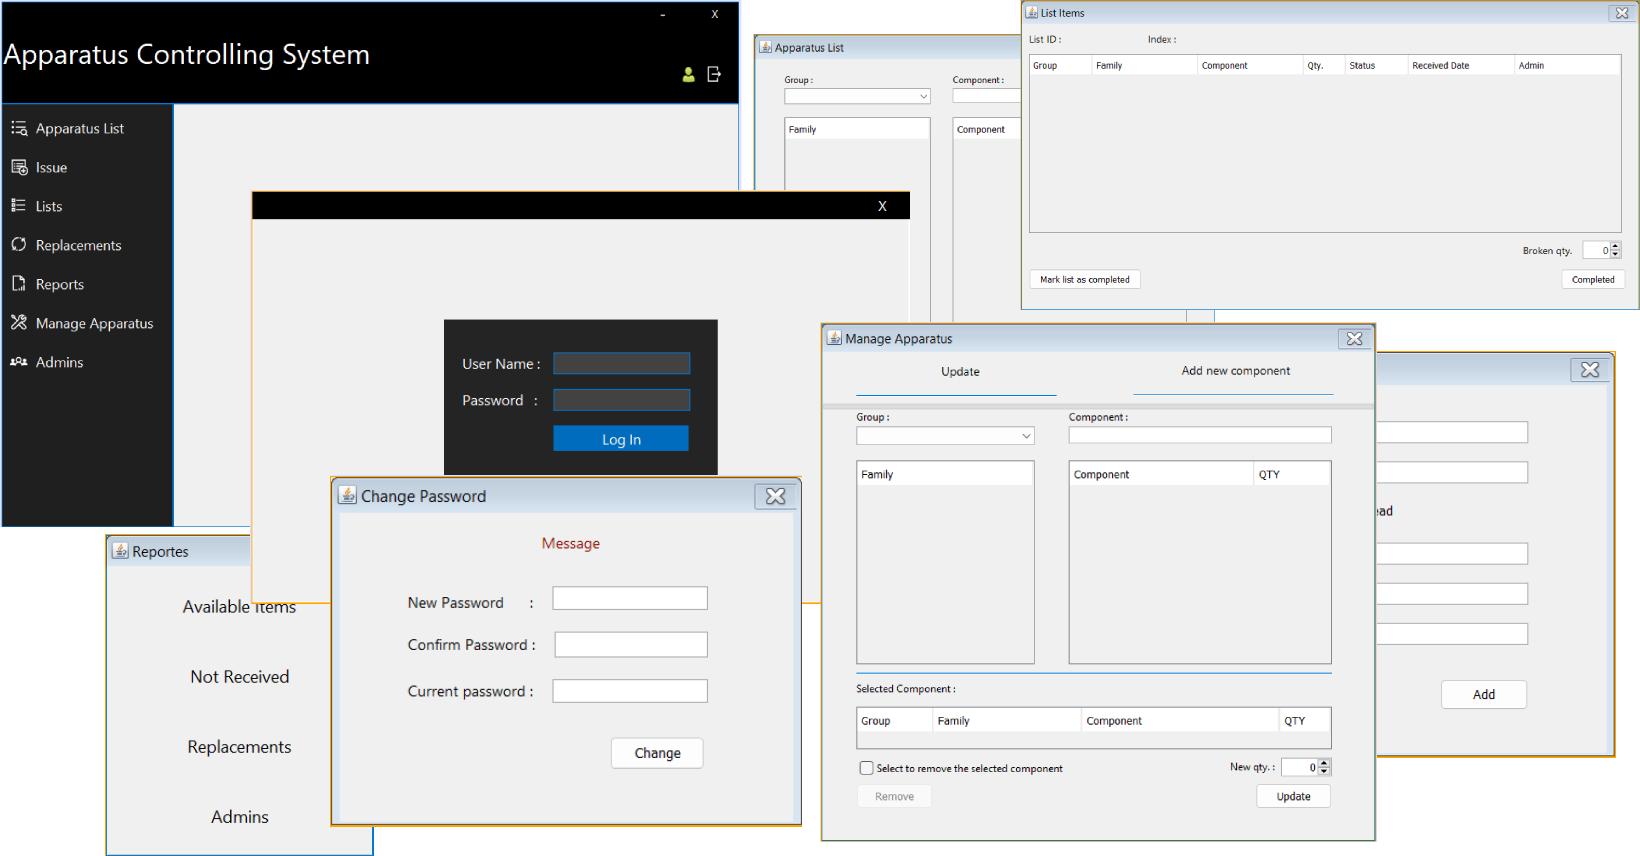 - X
Apparatus Controlling System
Apparatus List
Issue
Lists
Replacements
Reports
Manage Apparatus
Admins
Apparatus List
Group :
Component :
Family
Component
List Items
List ID :
Index :
Group Family Component Qty. Status Received Date Admin
Broken qty. 0
Mark list as completed
Completed
X
User Name :
Password :
Log In
Change Password
Message
New Password :
Confirm Password :
Current password :
Change
Reportes
Available Items
Not Received
Replacements
Admins
Manage Apparatus
Update
Add new component
Group :
Component :
Family
Component QTY
Selected Component :
Group Family Component QTY
Select to remove the selected component
New qty. : 0
Remove
Update
ead
Add